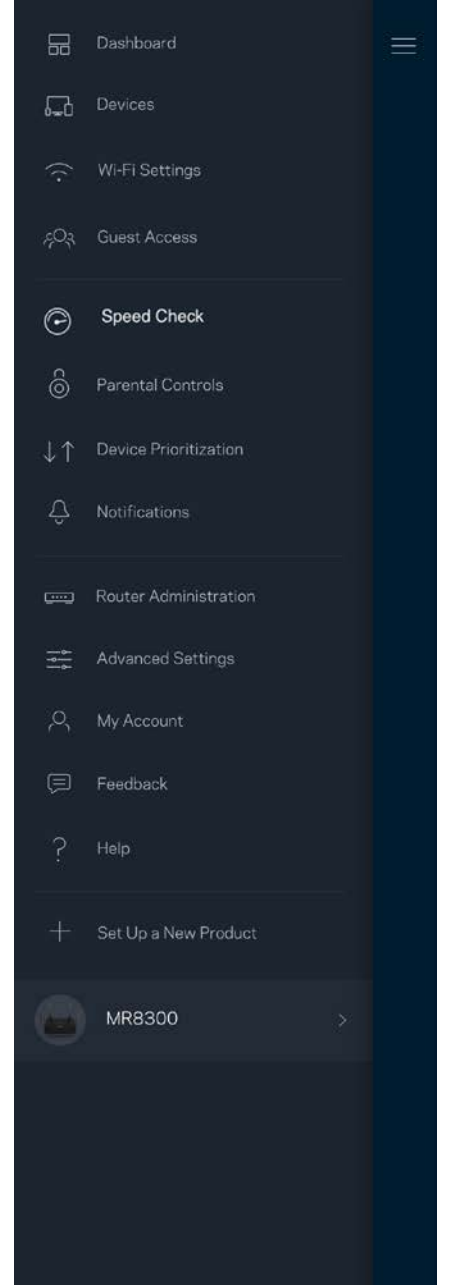 Dashboard
Devices
Wi-Fi Settings
Guest Access
Speed Check
Parental Controls
Device Prioritization
Notifications
Router Administration
Advanced Settings
My Account
Feedback
Help
Set Up a New Product
MR8300